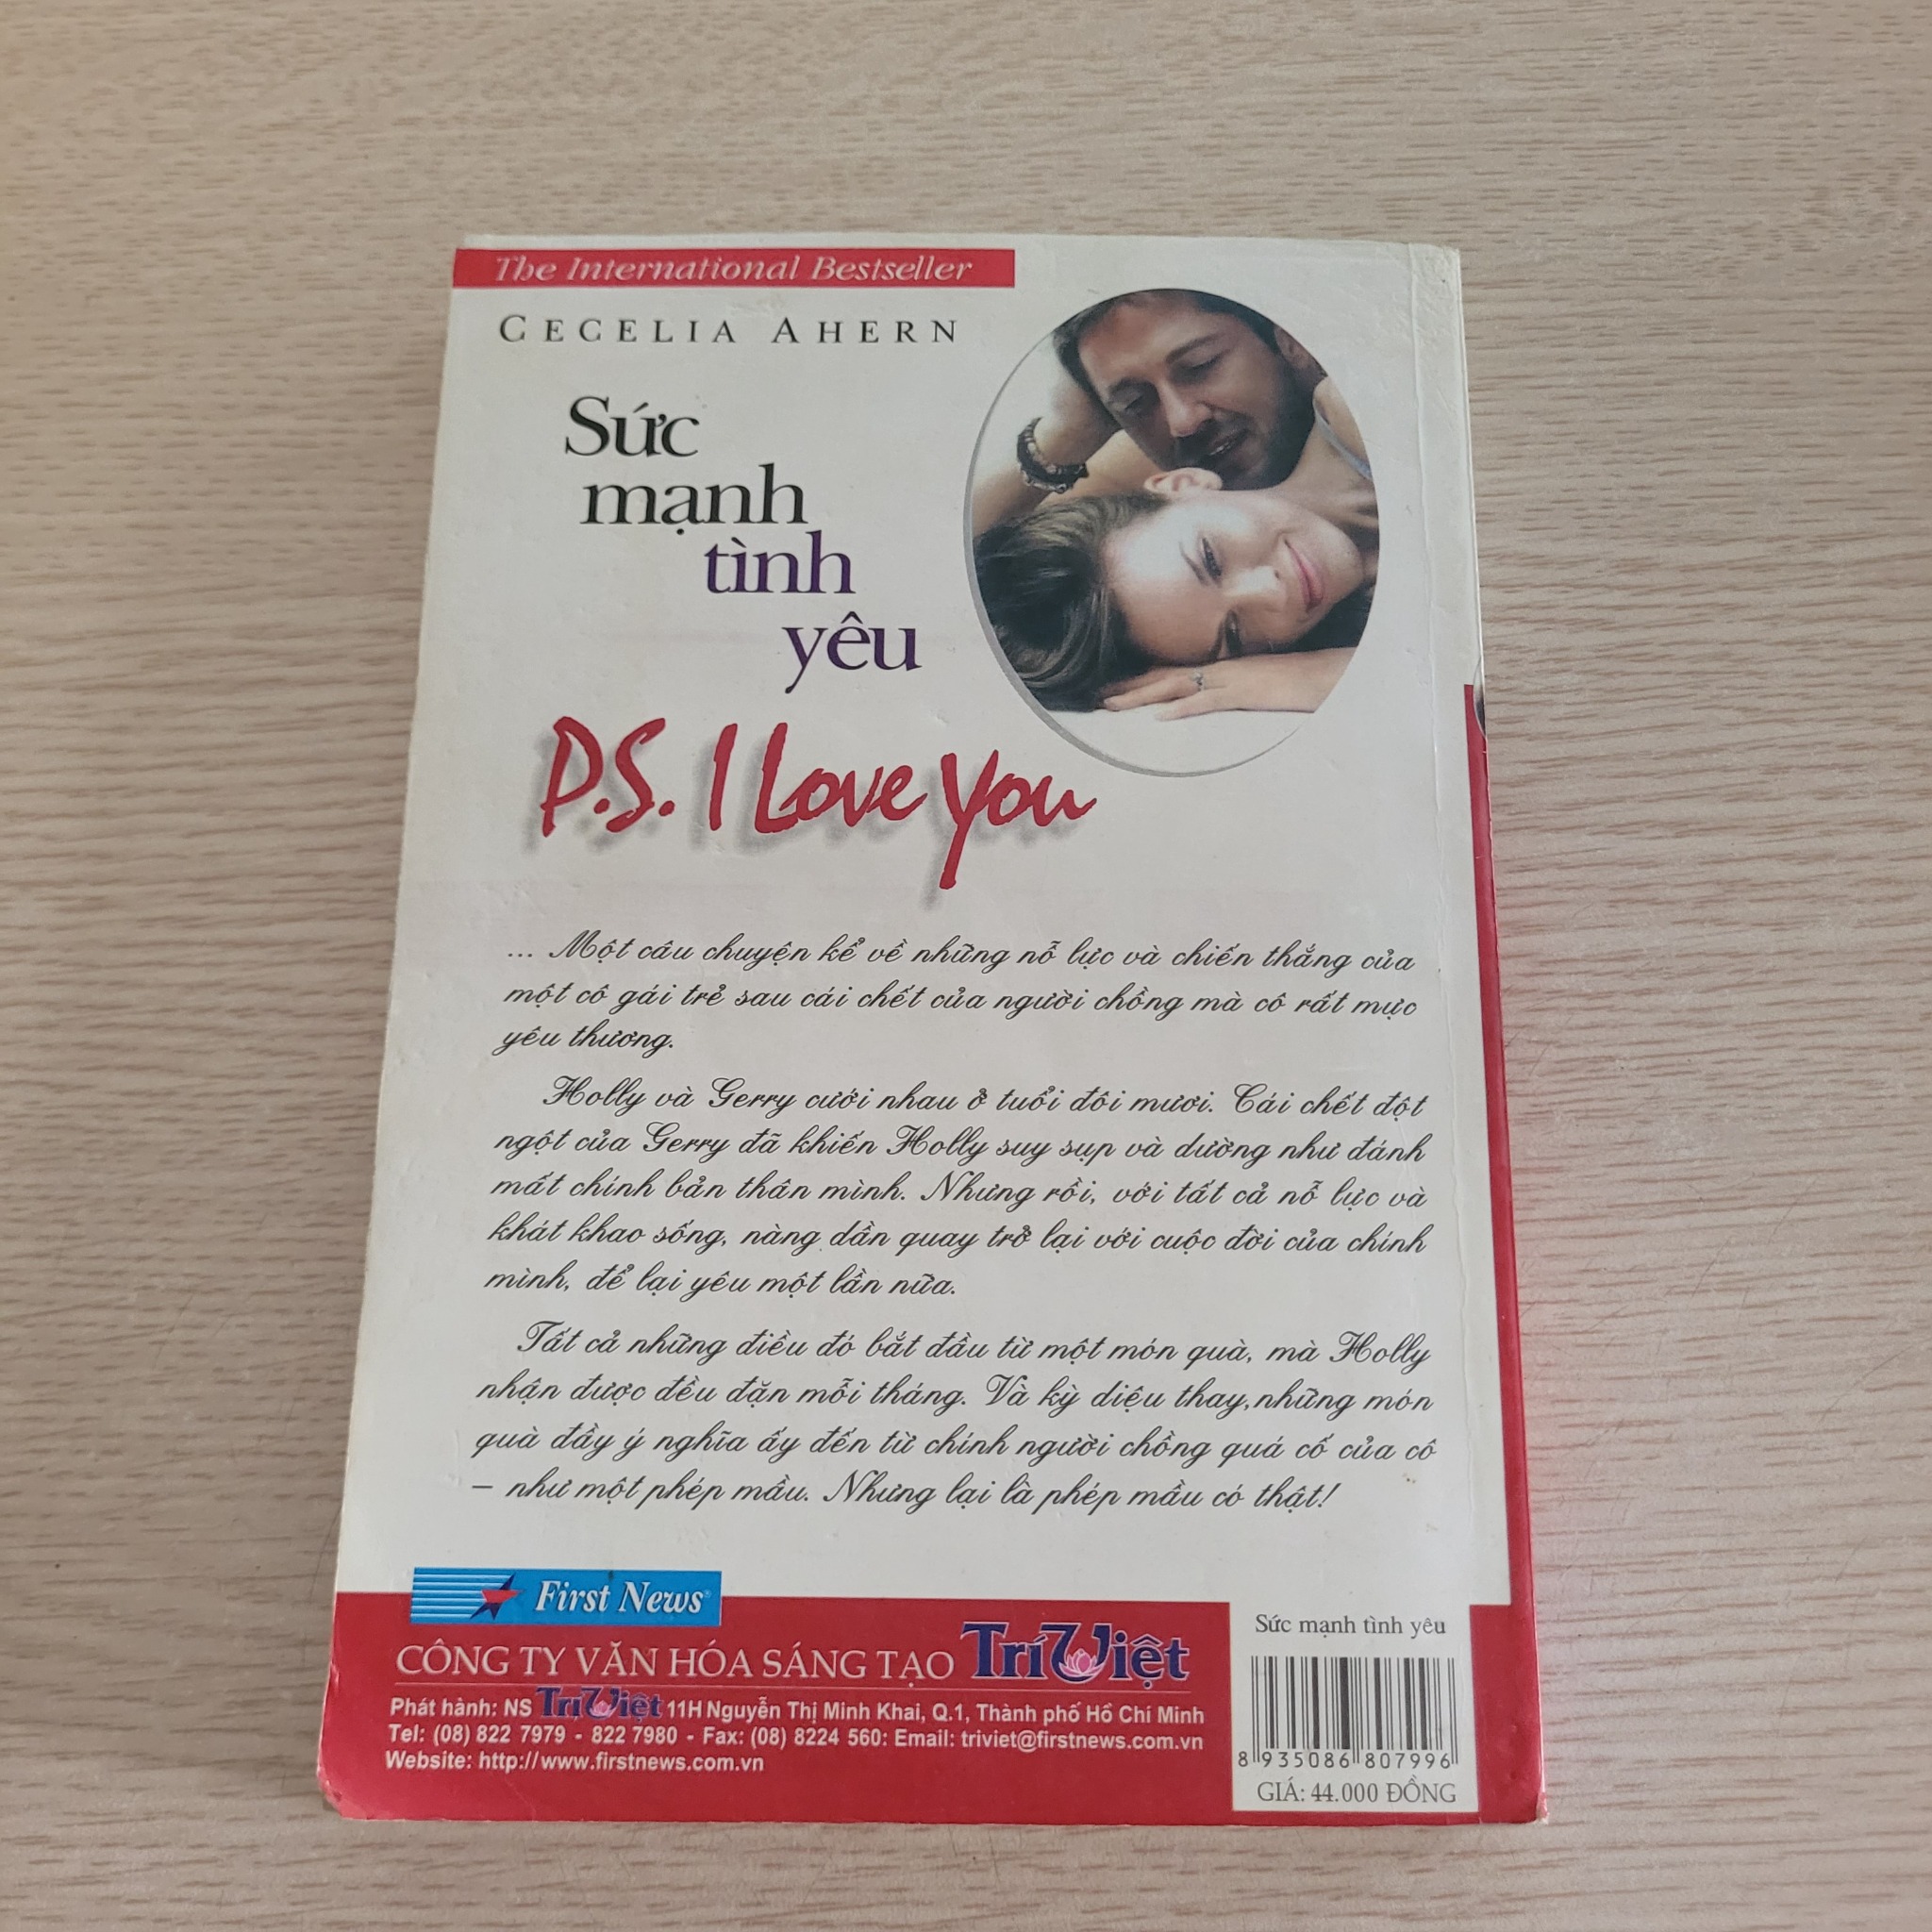 The International Bestseller
CECELIA AHERN
Sức
mạnh
tình
yêu
P.S. I Love You
... Một câu chuyện kể về những nỗ lực và chiến thắng của
một cô gái trẻ sau cái chết của người chồng mà cô rất mực
yêu thương.
Holly và Gerry cưới nhau ở tuổi đôi mươi. Cái chết đột
ngột của Gerry đã khiến Holly suy sụp và dường như đánh
mất chính bản thân mình. Nhưng rồi, với tất cả nỗ lực và
khát khao sống, nàng dần quay trở lại với cuộc đời của chính
mình, để lại yêu một lần nữa.
Tất cả những điều đó bắt đầu từ một món quà, mà Holly
nhận được đều đặn mỗi tháng. Và kỳ diệu thay, những món
quà đầy ý nghĩa ấy đến từ chính người chồng quá cố của cô
– như một phép mầu. Nhưng lại là phép mầu có thật!
First News®
CÔNG TY VĂN HÓA SÁNG TẠO Trí Việt
Phát hành: NS Trí Việt 11H Nguyễn Thị Minh Khai, Q.1, Thành phố Hồ Chí Minh
Tel: (08) 822 7979 - 822 7980 - Fax: (08) 8224 560: Email: triviet@firstnews.com.vn
Website: http://www.firstnews.com.vn
Sức mạnh tình yêu
8 935086 807996
GIÁ: 44.000 ĐỒNG